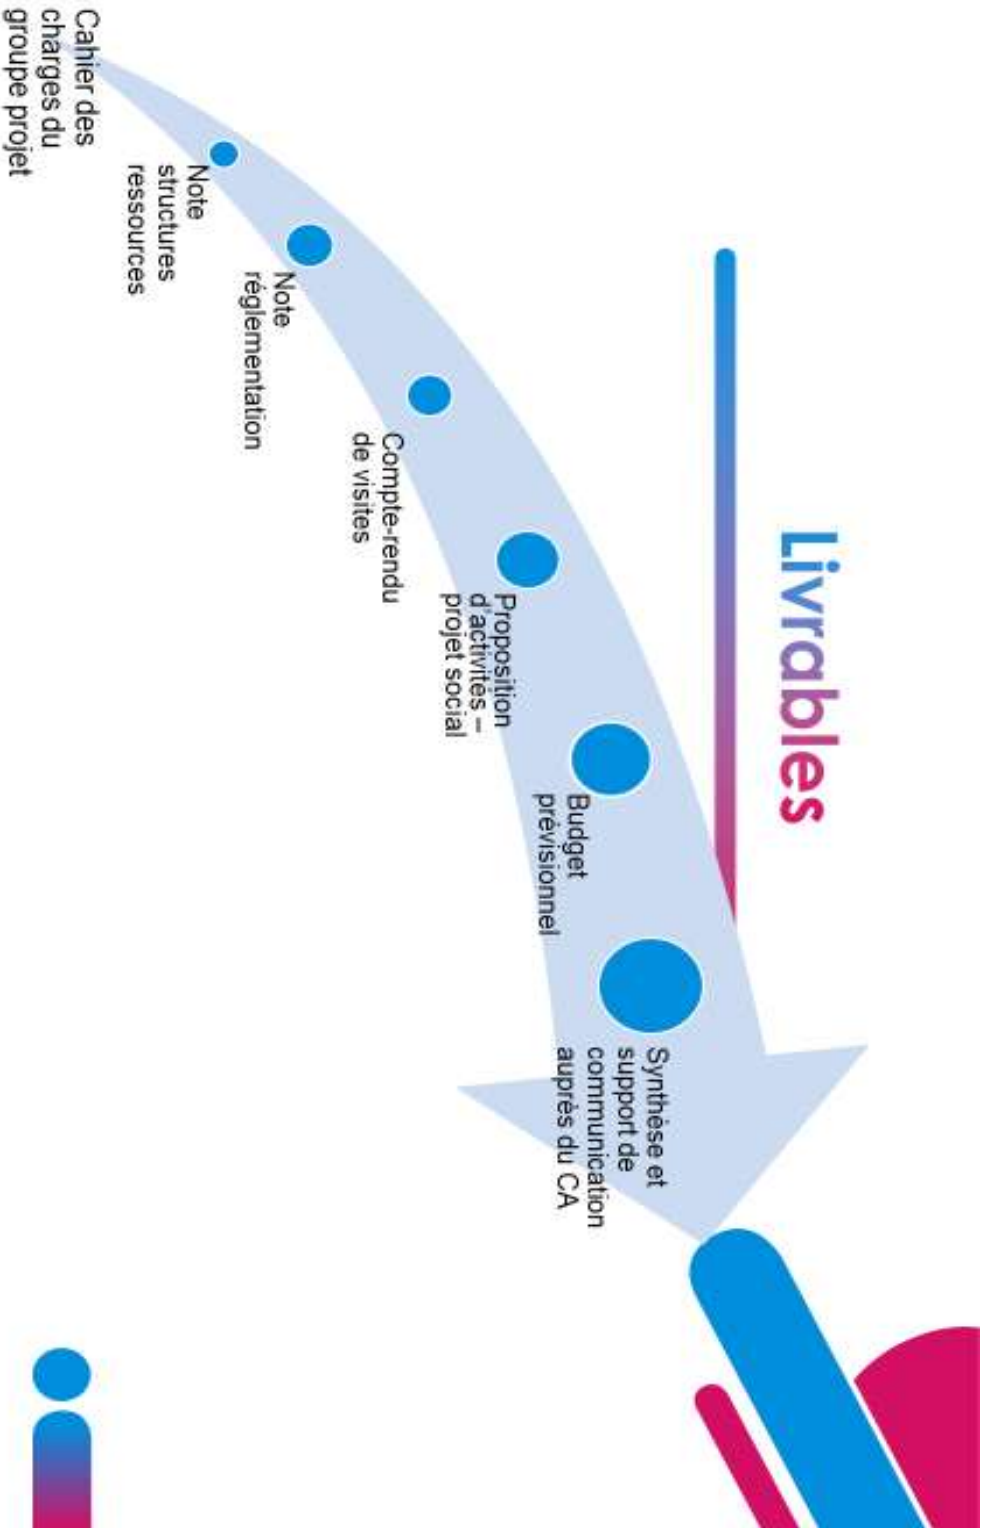 Livrables
Cahier des
charges du
groupe projet
Note
structures
ressources
Note
réglementation
Compte-rendu
de visites
Proposition
d'activités –
projet social
Budget
prévisionnel
Synthèse et
support de
communication
auprès du CA